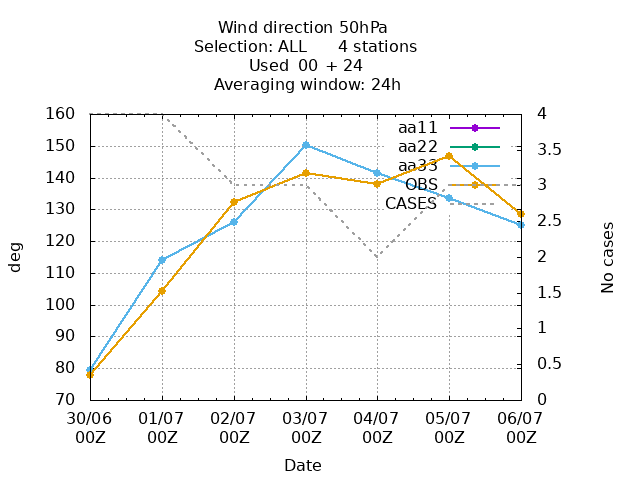 Wind direction 50hPa
Selection: ALL 4 stations
Used 00 + 24
Averaging window: 24h
160
150
140
130
120
110
100
90
80
70
deg
4
3.5
3
2.5
2
1.5
1
0.5
0
No cases
aa11
aa22
aa33
OBS
CASES
30/06 01/07 02/07 03/07 04/07 05/07 06/07
00Z 00Z 00Z 00Z 00Z 00Z 00Z
Date